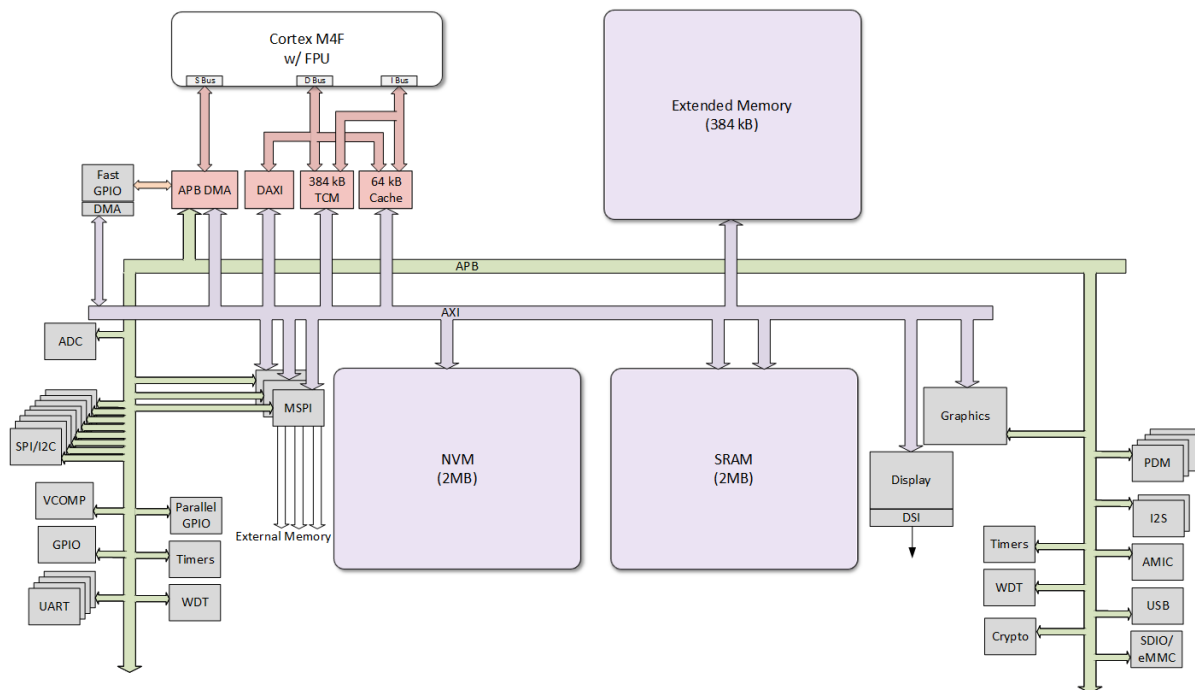 Cortex M4F
w/ FPU
S Bus
D Bus
I Bus
Extended Memory
(384 kB)
Fast
GPIO
DMA
APB DMA
DAXI
384 kB
TCM
64 kB
Cache
APB
AXI
ADC
MSPI
SPI/I2C
Graphics
NVM
(2MB)
SRAM
(2MB)
PDM
Display
DSI
VCOMP
Parallel
GPIO
I2S
External Memory
GPIO
Timers
Timers
AMIC
UART
WDT
WDT
USB
Crypto
SDIO/
eMMC